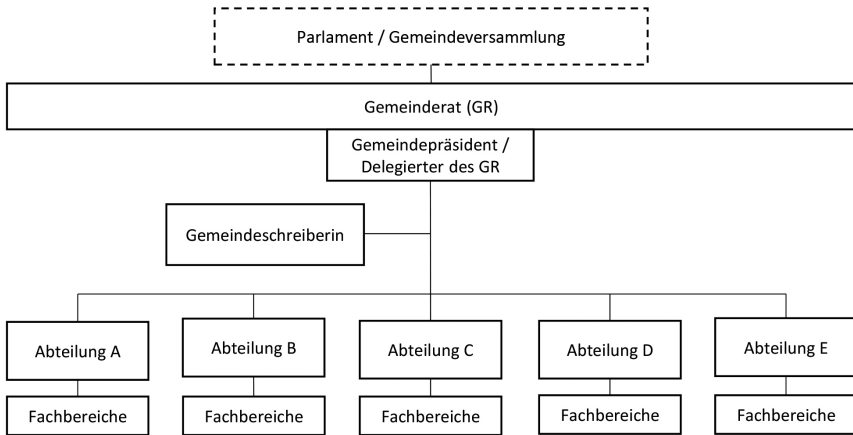 Parlament / Gemeindeversammlung
Gemeinderat (GR)
Gemeindepräsident /
Delegierter des GR
Gemeindeschreiberin
Abteilung A
Abteilung B
Abteilung C
Abteilung D
Abteilung E
Fachbereiche
Fachbereiche
Fachbereiche
Fachbereiche
Fachbereiche